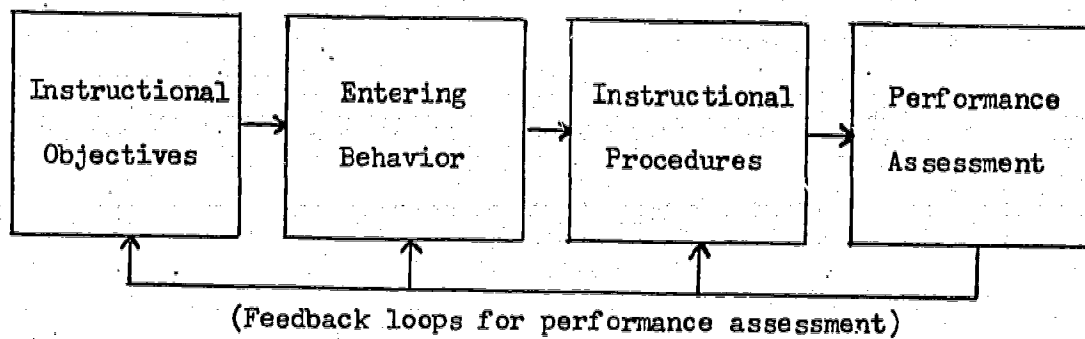 Instructional
Objectives
Entering
Behavior
Instructional
Procedures
Performance
Assessment
(Feedback loops for performance assessment)